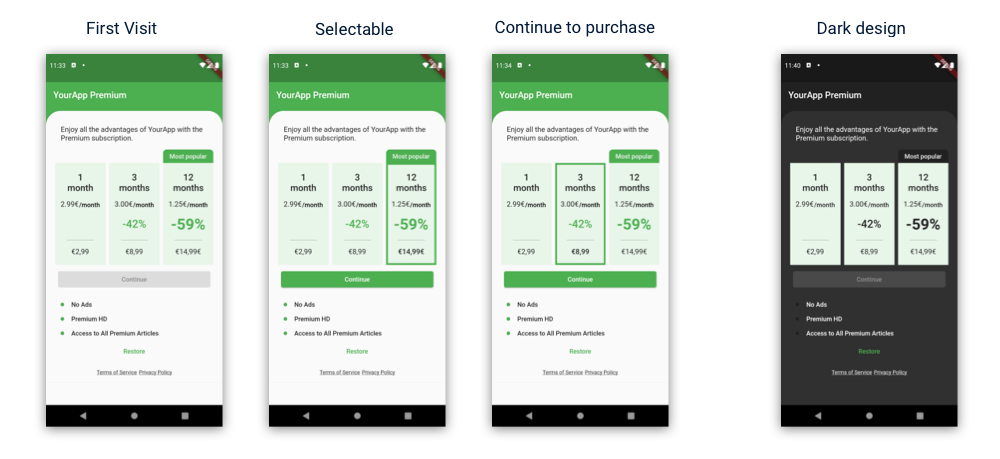 First Visit
11:33
YourApp Premium
Enjoy all the advantages of YourApp with the
Premium subscription.
Most popular
1
month
3
months
12
months
2.99€/month
3.00€/month
1.25€/month
-42%
-59%
€2,99
€8,99
€14,99€
Continue
No Ads
Premium HD
Access to All Premium Articles
Restore
Terms of Service Privacy Policy
Selectable
11:33
YourApp Premium
Enjoy all the advantages of YourApp with the
Premium subscription.
Most popular
1
month
3
months
12
months
2.99€/month
3.00€/month
1.25€/month
-42%
-59%
€2,99
€8,99
€14,99€
Continue
No Ads
Premium HD
Access to All Premium Articles
Restore
Terms of Service Privacy Policy
Continue to purchase
11:34
YourApp Premium
Enjoy all the advantages of YourApp with the
Premium subscription.
Most popular
1
month
3
months
12
months
2.99€/month
3.00€/month
1.25€/month
-42%
-59%
€2,99
€8,99
€14,99€
Continue
No Ads
Premium HD
Access to All Premium Articles
Restore
Terms of Service Privacy Policy
Dark design
11:40
YourApp Premium
Enjoy all the advantages of YourApp with the
Premium subscription.
Most popular
1
month
3
months
12
months
2.99€/month
3.00€/month
1.25€/month
-42%
-59%
€2,99
€8,99
€14,99€
Continue
No Ads
Premium HD
Access to All Premium Articles
Restore
Terms of Service Privacy Policy